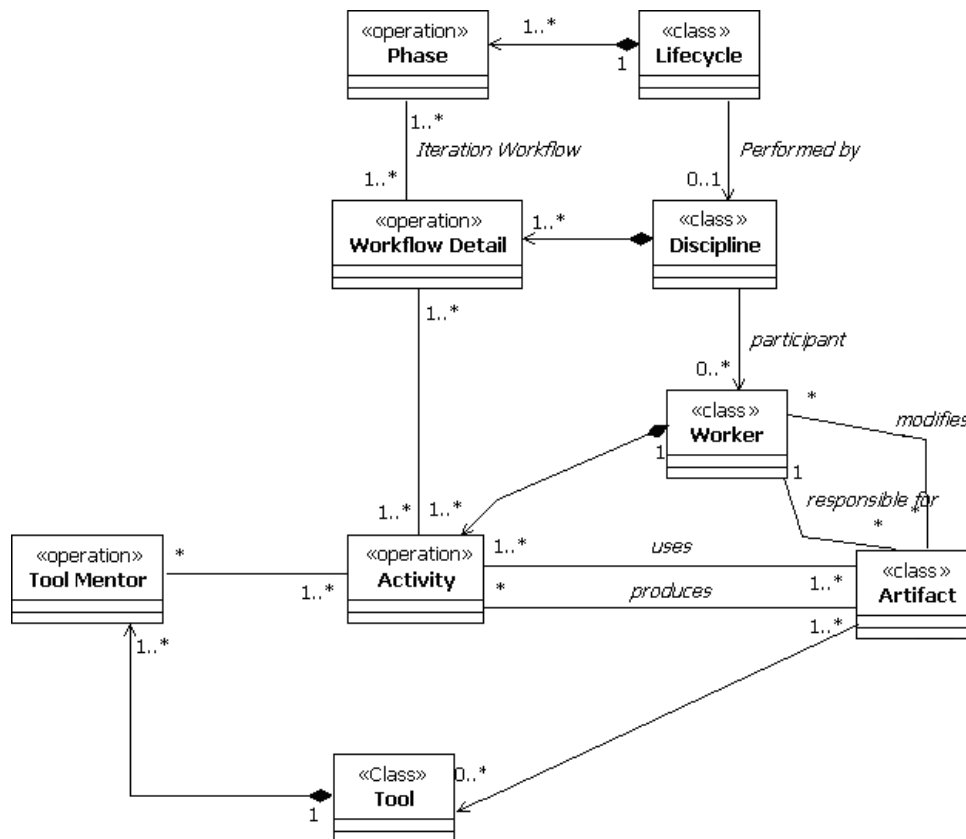 «operation»
Phase
1..*
1
«class»
Lifecycle
1..*
Iteration Workflow
Performed by
1..*
0..1
«operation»
Workflow Detail
1..*
«class»
Discipline
1..*
participant
0..*
«class»
Worker
*
modifies
1
1
responsible for
*
*
1..*
1..*
«operation»
Tool Mentor
*
1..*
«operation»
Activity
1..*
uses
1..*
*
produces
1..*
«class»
Artifact
1..*
«Class»
Tool
1
0..*